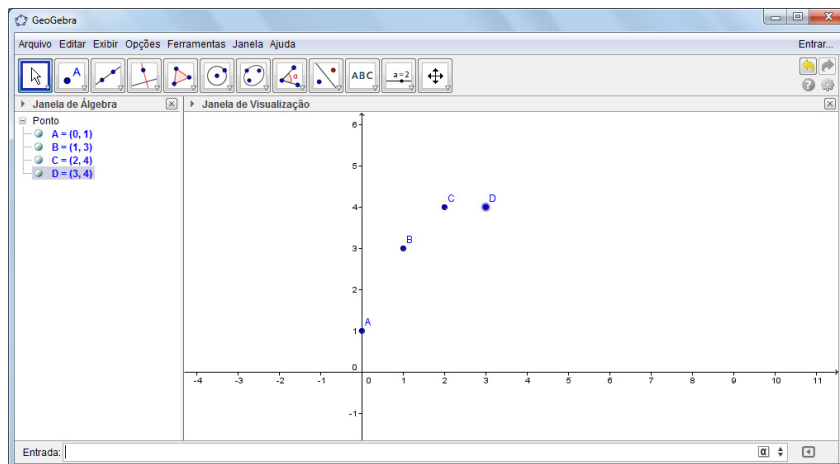 GeoGebra
Arquivo Editar Exibir Opções Ferramentas Janela Ajuda
Entrar...
A
α
ABC
a=2
Janela de Álgebra
Janela de Visualização
Ponto
A = (0, 1)
B = (1, 3)
C = (2, 4)
D = (3, 4)
6
5
4
C
D
3
B
2
1
A
0
-4 -3 -2 -1 0 1 2 3 4 5 6 7 8 9 10 11
-1
Entrada:
α